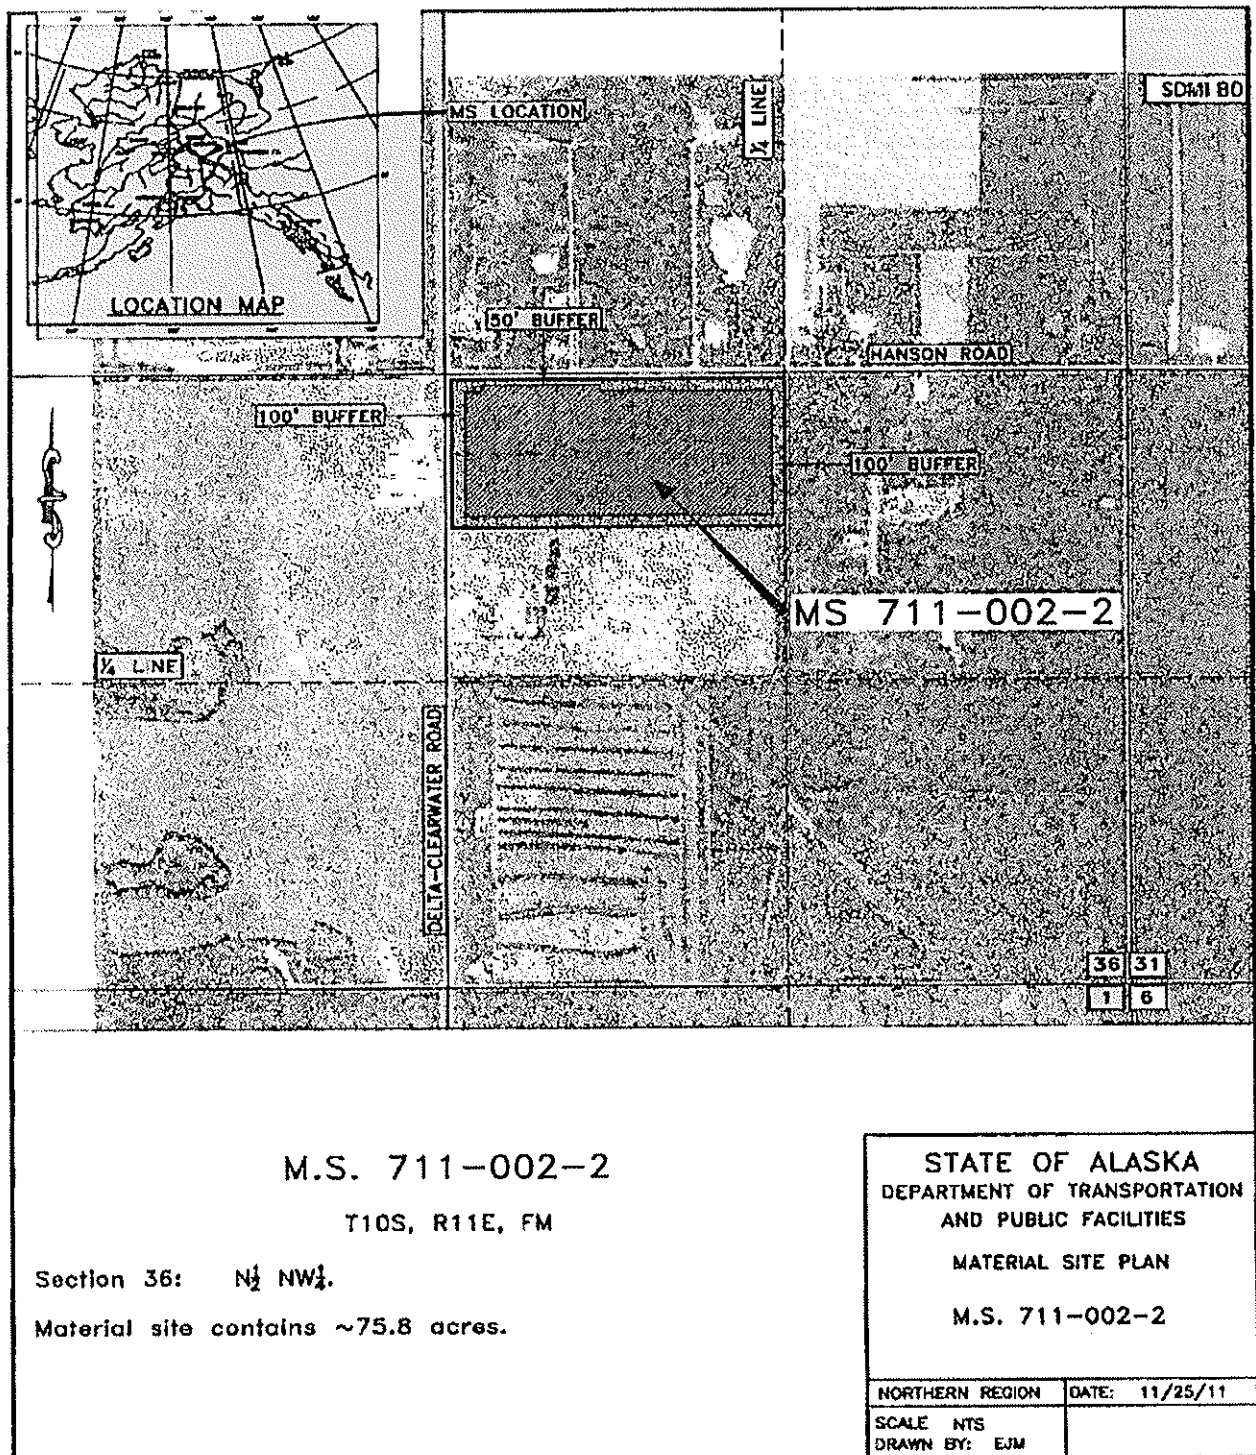 MS LOCATION
¼ LINE
SDMI BD
LOCATION MAP
50' BUFFER
HANSON ROAD
100' BUFFER
100' BUFFER
MS 711-002-2
¼ LINE
DELTA-CLEARWATER ROAD
36 31
1 6
M.S. 711-002-2
T10S, R11E, FM
Section 36: N½ NW¼.
Material site contains ~75.8 acres.
STATE OF ALASKA
DEPARTMENT OF TRANSPORTATION
AND PUBLIC FACILITIES
MATERIAL SITE PLAN
M.S. 711-002-2
NORTHERN REGION DATE: 11/25/11
SCALE NTS
DRAWN BY: EJM